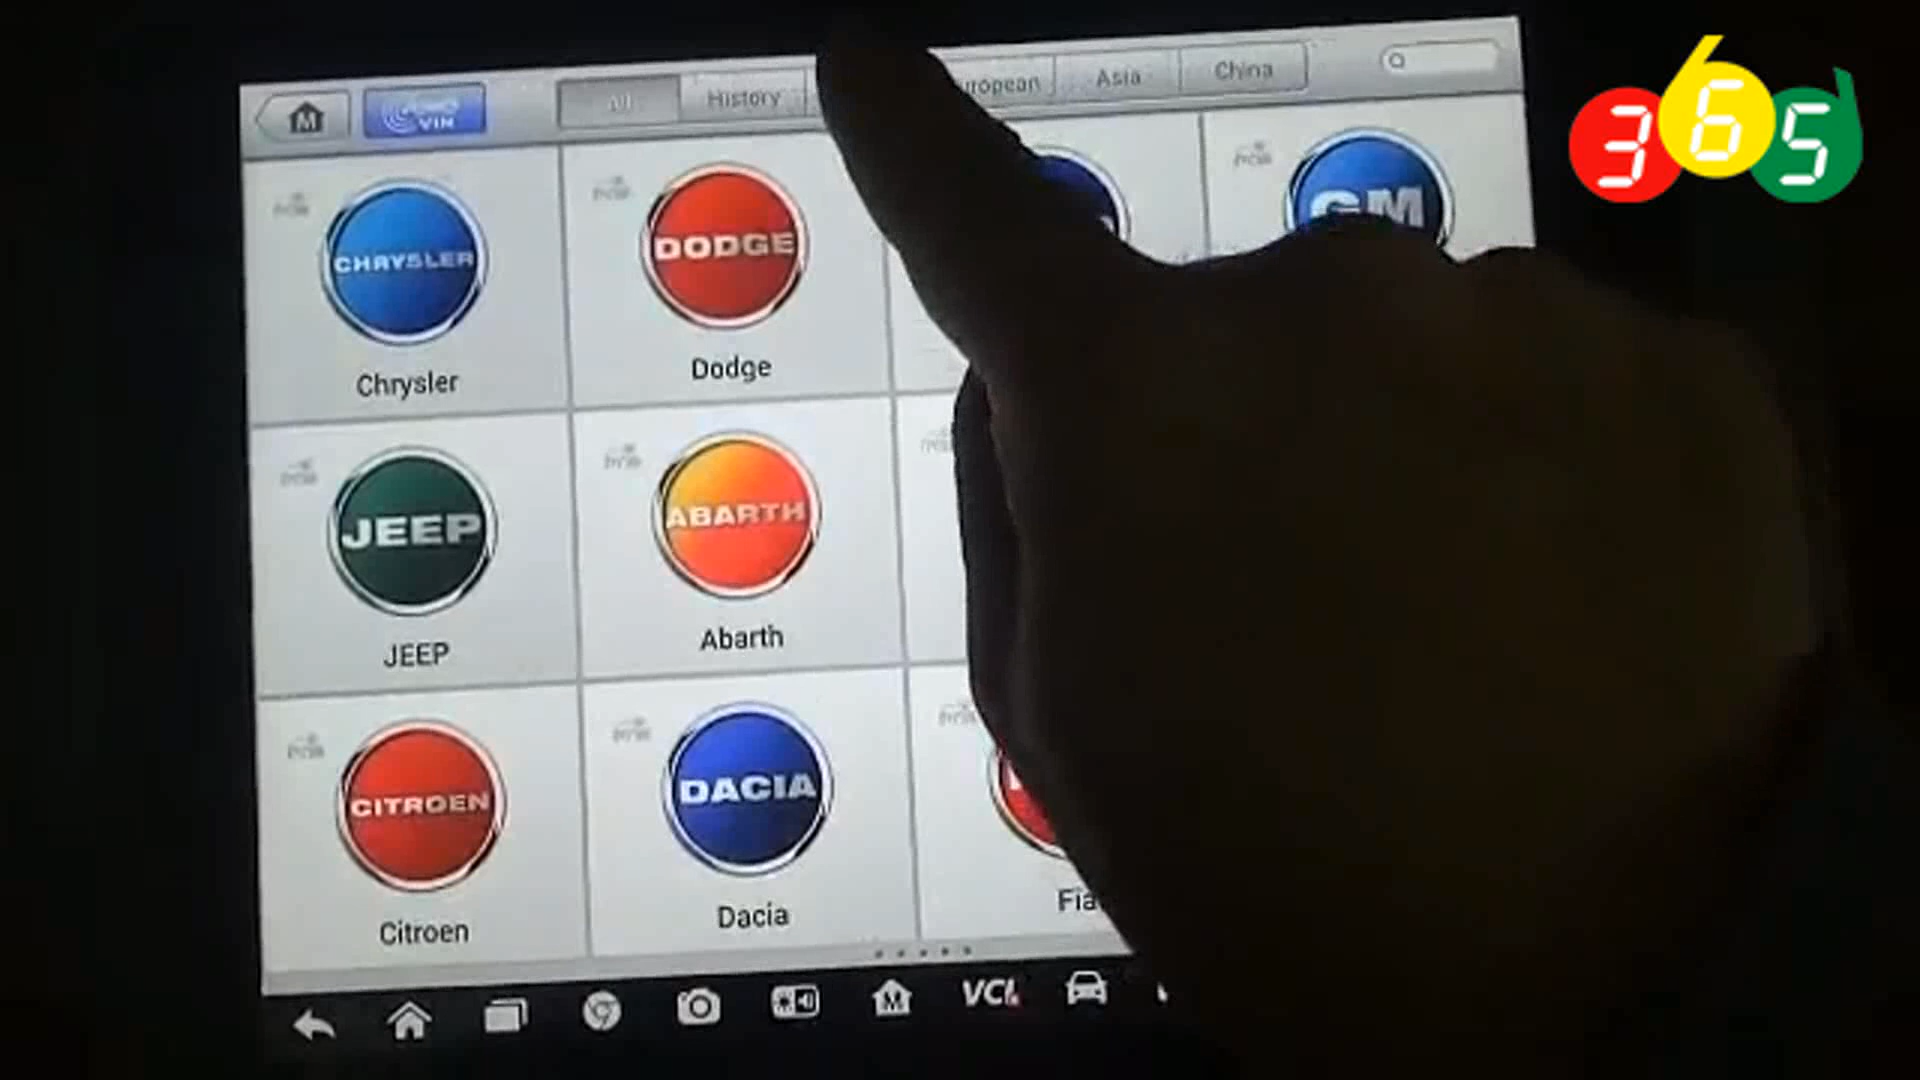 All History uropean Asia China
VIN
365
CHRYSLER
Chrysler
DODGE
Dodge
GM
JEEP
JEEP
ABARTH
Abarth
CITROEN
Citroen
DACIA
Dacia
Fia
M
VCI